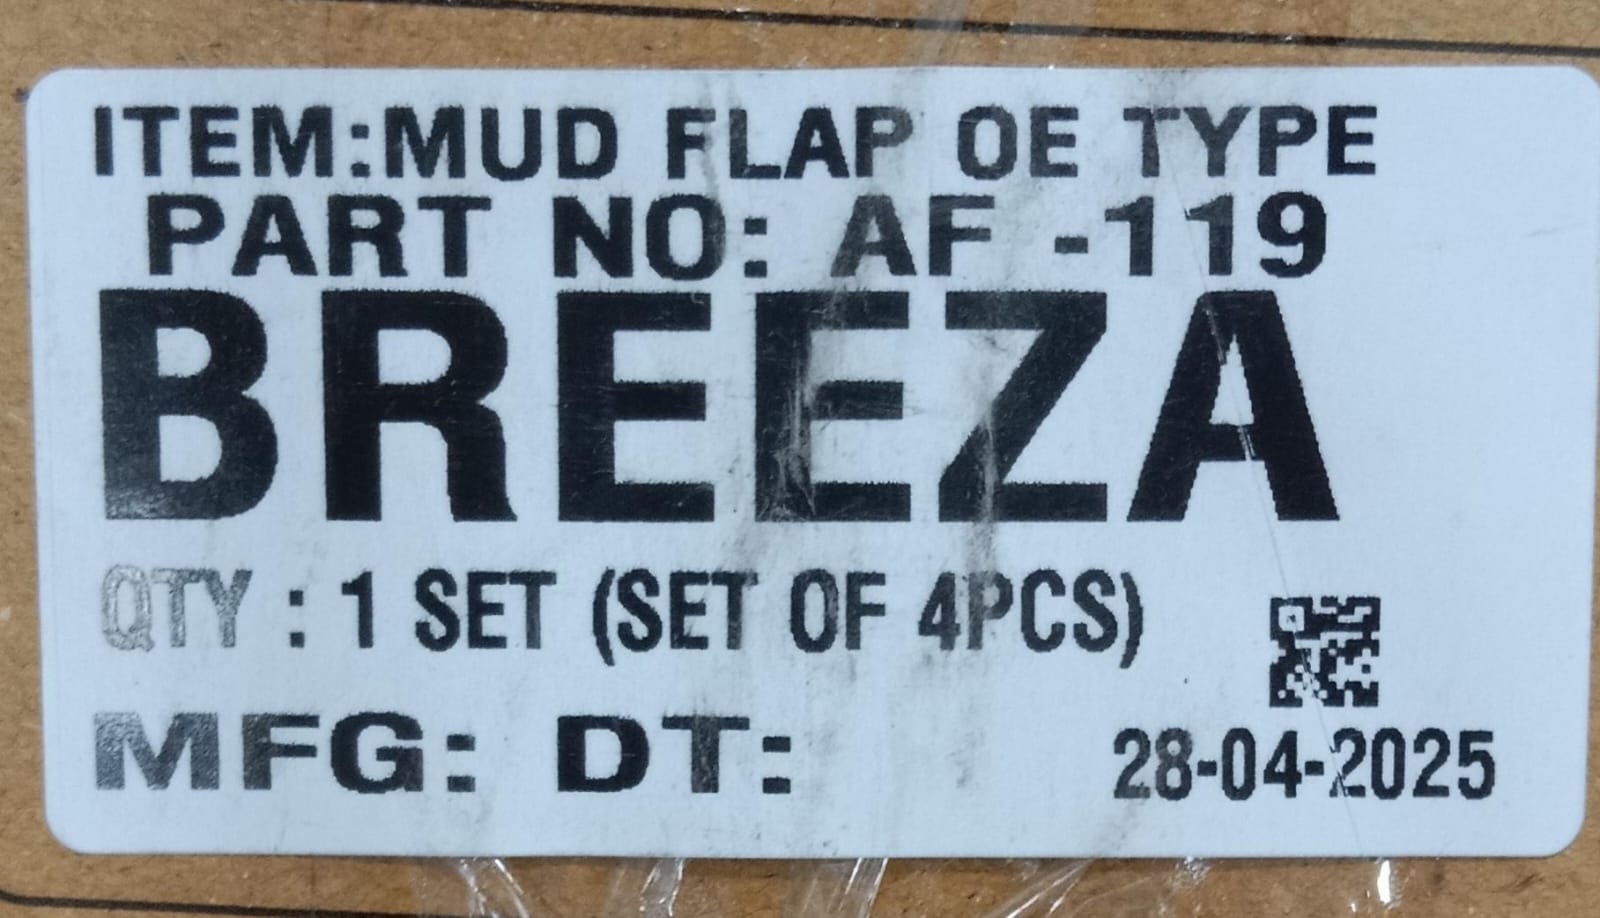 ITEM:MUD FLAP OE TYPE
PART NO: AF -119
BREEZA
QTY : 1 SET (SET OF 4PCS)
MFG: DT: 28-04-2025